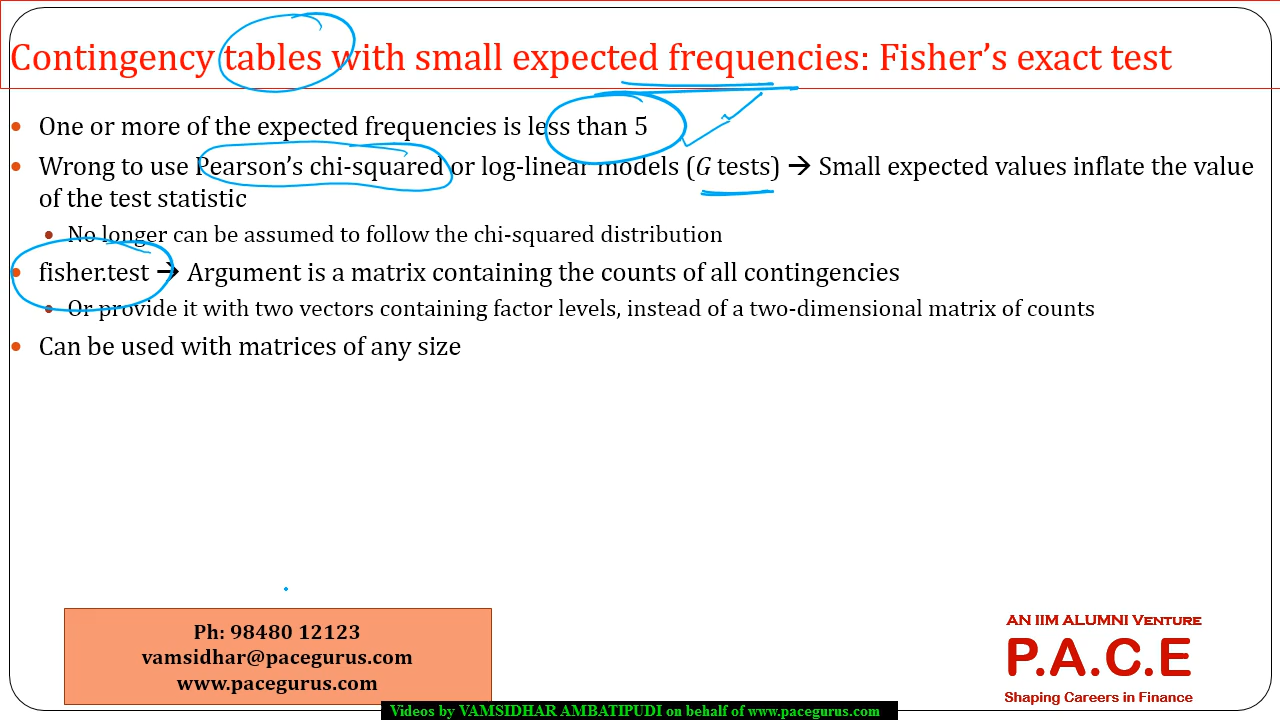 Contingency tables with small expected frequencies: Fisher's exact test
• One or more of the expected frequencies is less than 5
• Wrong to use Pearson's chi-squared or log-linear models (G tests) → Small expected values inflate the value
of the test statistic
• No longer can be assumed to follow the chi-squared distribution
• fisher.test → Argument is a matrix containing the counts of all contingencies
• Or provide it with two vectors containing factor levels, instead of a two-dimensional matrix of counts
• Can be used with matrices of any size
Ph: 98480 12123
vamsidhar@pacegurus.com
www.pacegurus.com
AN IIM ALUMNI VENTURE
P.A.C.E
Shaping Careers in Finance
Videos by VAMSIDHAR AMBATIPUDI on behalf of www.pacegurus.com